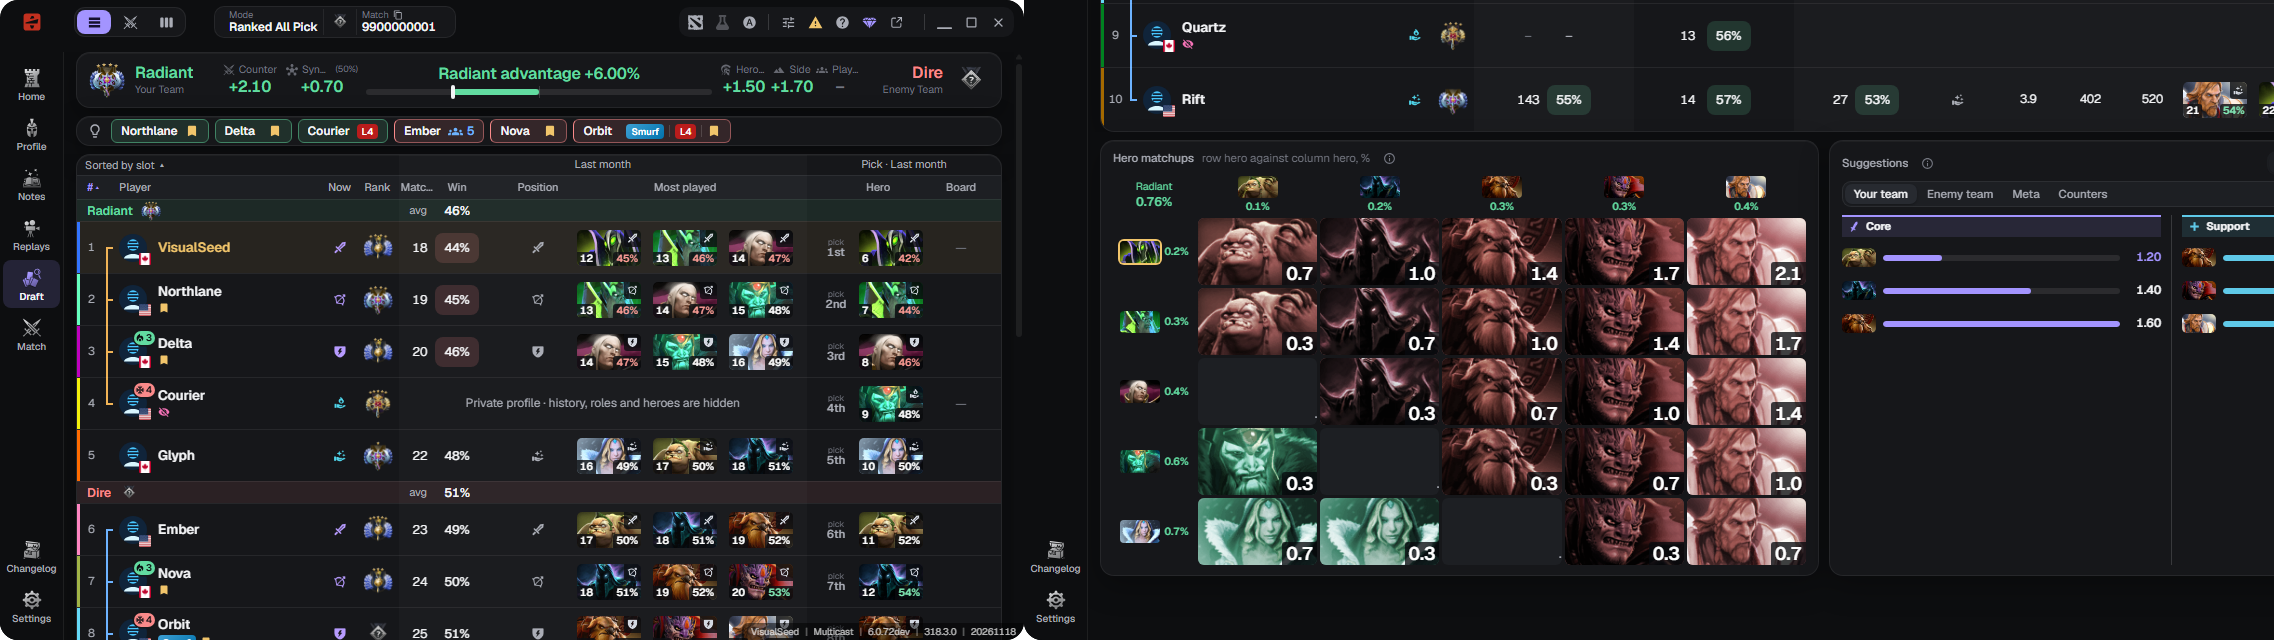 Mode
Ranked All Pick
Match
9900000001
Home
Profile
Notes
Replays
Draft
Match
Changelog
Settings
Radiant
Your Team
Counter
+2.10
Syn... (50%)
+0.70
Radiant advantage +6.00%
Hero...
+1.50
Side
+1.70
Play...
–
Dire
Enemy Team
Northlane
Delta
Courier L4
Ember 5
Nova
Orbit Smurf L4
Sorted by slot
Last month
Pick · Last month
# Player Now Rank Matc... Win Position Most played Hero Board
Radiant avg 46%
1 VisualSeed 18 44% 12 45% 13 46% 14 47% pick 1st 6 42% —
2 Northlane 19 45% 13 46% 14 47% 15 48% pick 2nd 7 44%
3 3 Delta 20 46% 14 47% 15 48% 16 49% pick 3rd 8 46%
4 4 Courier Private profile · history, roles and heroes are hidden pick 4th 9 48% —
5 Glyph 22 48% 16 49% 17 50% 18 51% pick 5th 10 50%
Dire avg 51%
6 Ember 23 49% 17 50% 18 51% 19 52% pick 6th 11 52%
7 3 Nova 24 50% 18 51% 19 52% 20 53% pick 7th 12 54%
8 4 Orbit 25 51%
VisualSeed | Multicast | 6.0.72dev | 318.3.0 | 20261118
9 Quartz – – 13 56%
10 Rift 143 55% 14 57% 27 53% 3.9 402 520 21 54% 22
Changelog
Settings
Hero matchups row hero against column hero, %
Radiant
0.76%
0.1% 0.2% 0.3% 0.3% 0.4%
0.2% 0.7 1.0 1.4 1.7 2.1
0.3% 0.3 0.7 1.0 1.4 1.7
0.4% 0.3 0.7 1.0 1.4
0.6% 0.3 0.3 0.7 1.0
0.7% 0.7 0.3 0.3 0.7
Suggestions
Your team Enemy team Meta Counters
Core
1.20
1.40
1.60
Support